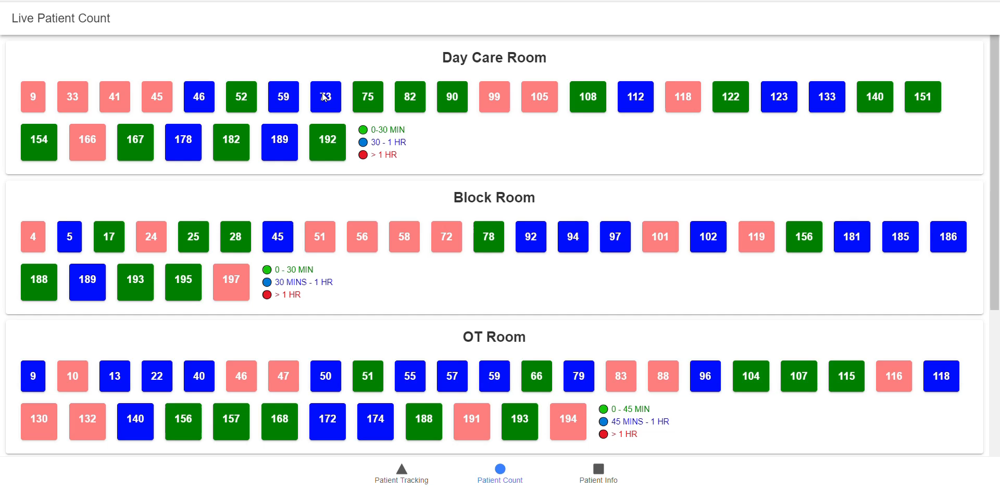 Live Patient Count
Day Care Room
9 33 41 45 46 52 59 73 75 82 90 99 105 108 112 118 122 123 133 140 151
154 166 167 178 182 189 192
0-30 MIN
30 - 1 HR
> 1 HR
Block Room
4 5 17 24 25 28 45 51 56 58 72 78 92 94 97 101 102 119 156 181 185 186
188 189 193 195 197
0 - 30 MIN
30 MINS - 1 HR
> 1 HR
OT Room
9 10 13 22 40 46 47 50 51 55 57 59 66 79 83 88 96 104 107 115 116 118
130 132 140 156 157 168 172 174 188 191 193 194
0 - 45 MIN
45 MINS - 1 HR
> 1 HR
Patient Tracking
Patient Count
Patient Info